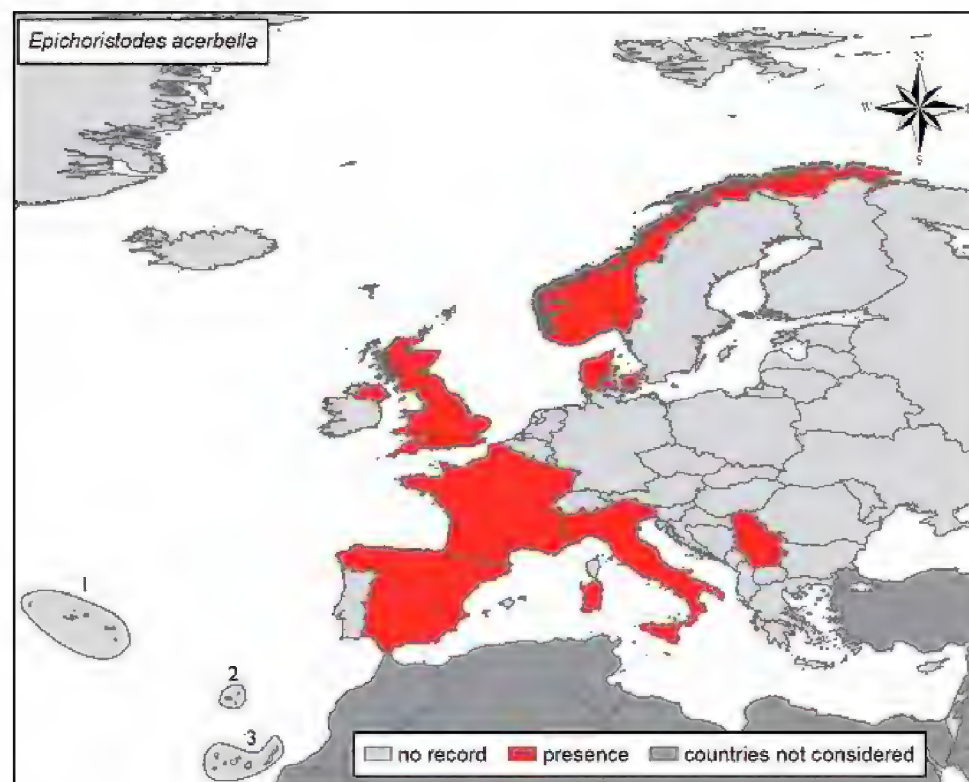 Epichoristodes acerbella
N
W
S
1
2
3
no record presence countries not considered